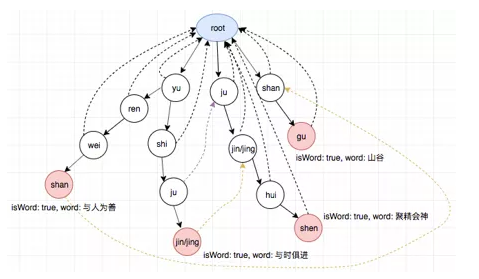 root
yu
ju
shan
ren
gu
wei
shi
jin/jing
isWord: true, word: 山谷
shan
ju
hui
isWord: true, word: 与人为善
shen
isWord: true, word: 聚精会神
jin/jing
isWord: true, word: 与时俱进